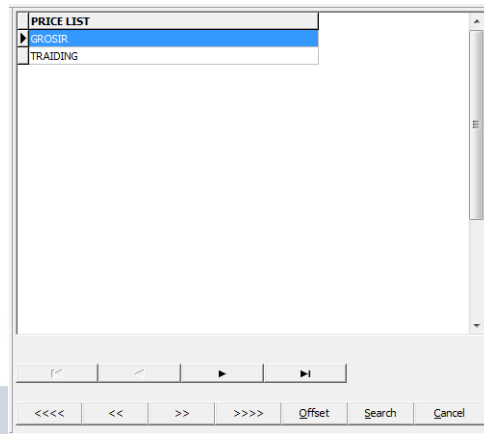 PRICE LIST
GROSIR
TRAIDING
<<<< << >> >>>> Offset Search Cancel